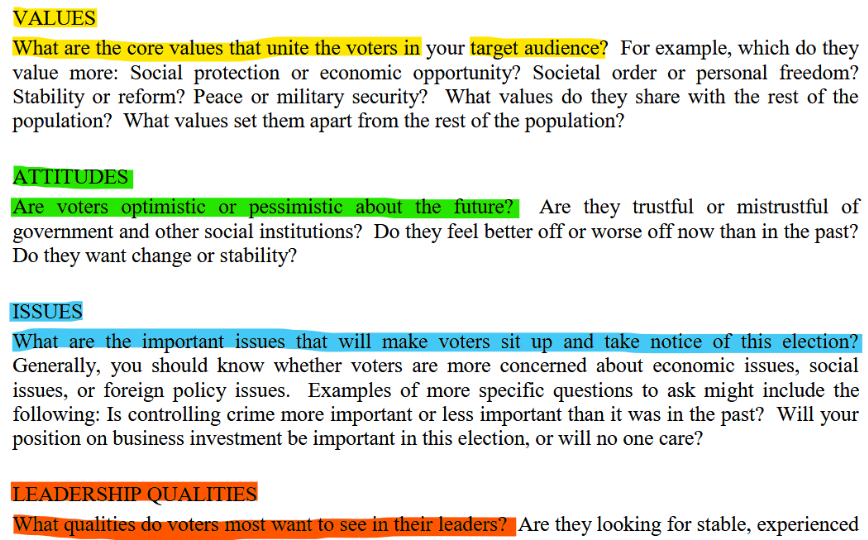 VALUES
What are the core values that unite the voters in your target audience? For example, which do they
value more: Social protection or economic opportunity? Societal order or personal freedom?
Stability or reform? Peace or military security? What values do they share with the rest of the
population? What values set them apart from the rest of the population?
ATTITUDES
Are voters optimistic or pessimistic about the future? Are they trustful or mistrustful of
government and other social institutions? Do they feel better off or worse off now than in the past?
Do they want change or stability?
ISSUES
What are the important issues that will make voters sit up and take notice of this election?
Generally, you should know whether voters are more concerned about economic issues, social
issues, or foreign policy issues. Examples of more specific questions to ask might include the
following: Is controlling crime more important or less important than it was in the past? Will your
position on business investment be important in this election, or will no one care?
LEADERSHIP QUALITIES
What qualities do voters most want to see in their leaders? Are they looking for stable, experienced